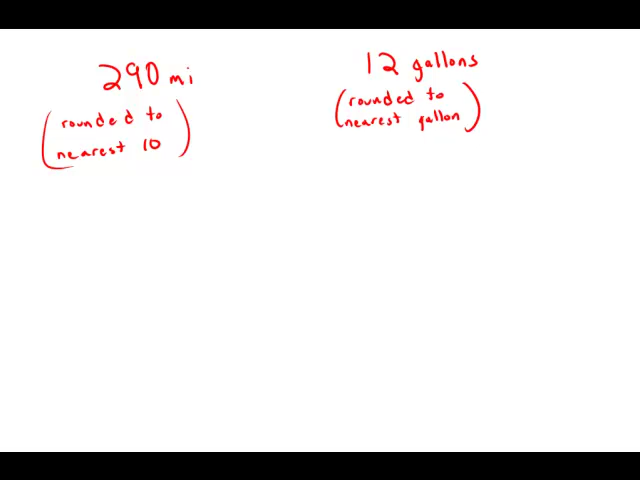 290 mi
(rounded to
nearest 10)
12 gallons
(rounded to
nearest gallon)